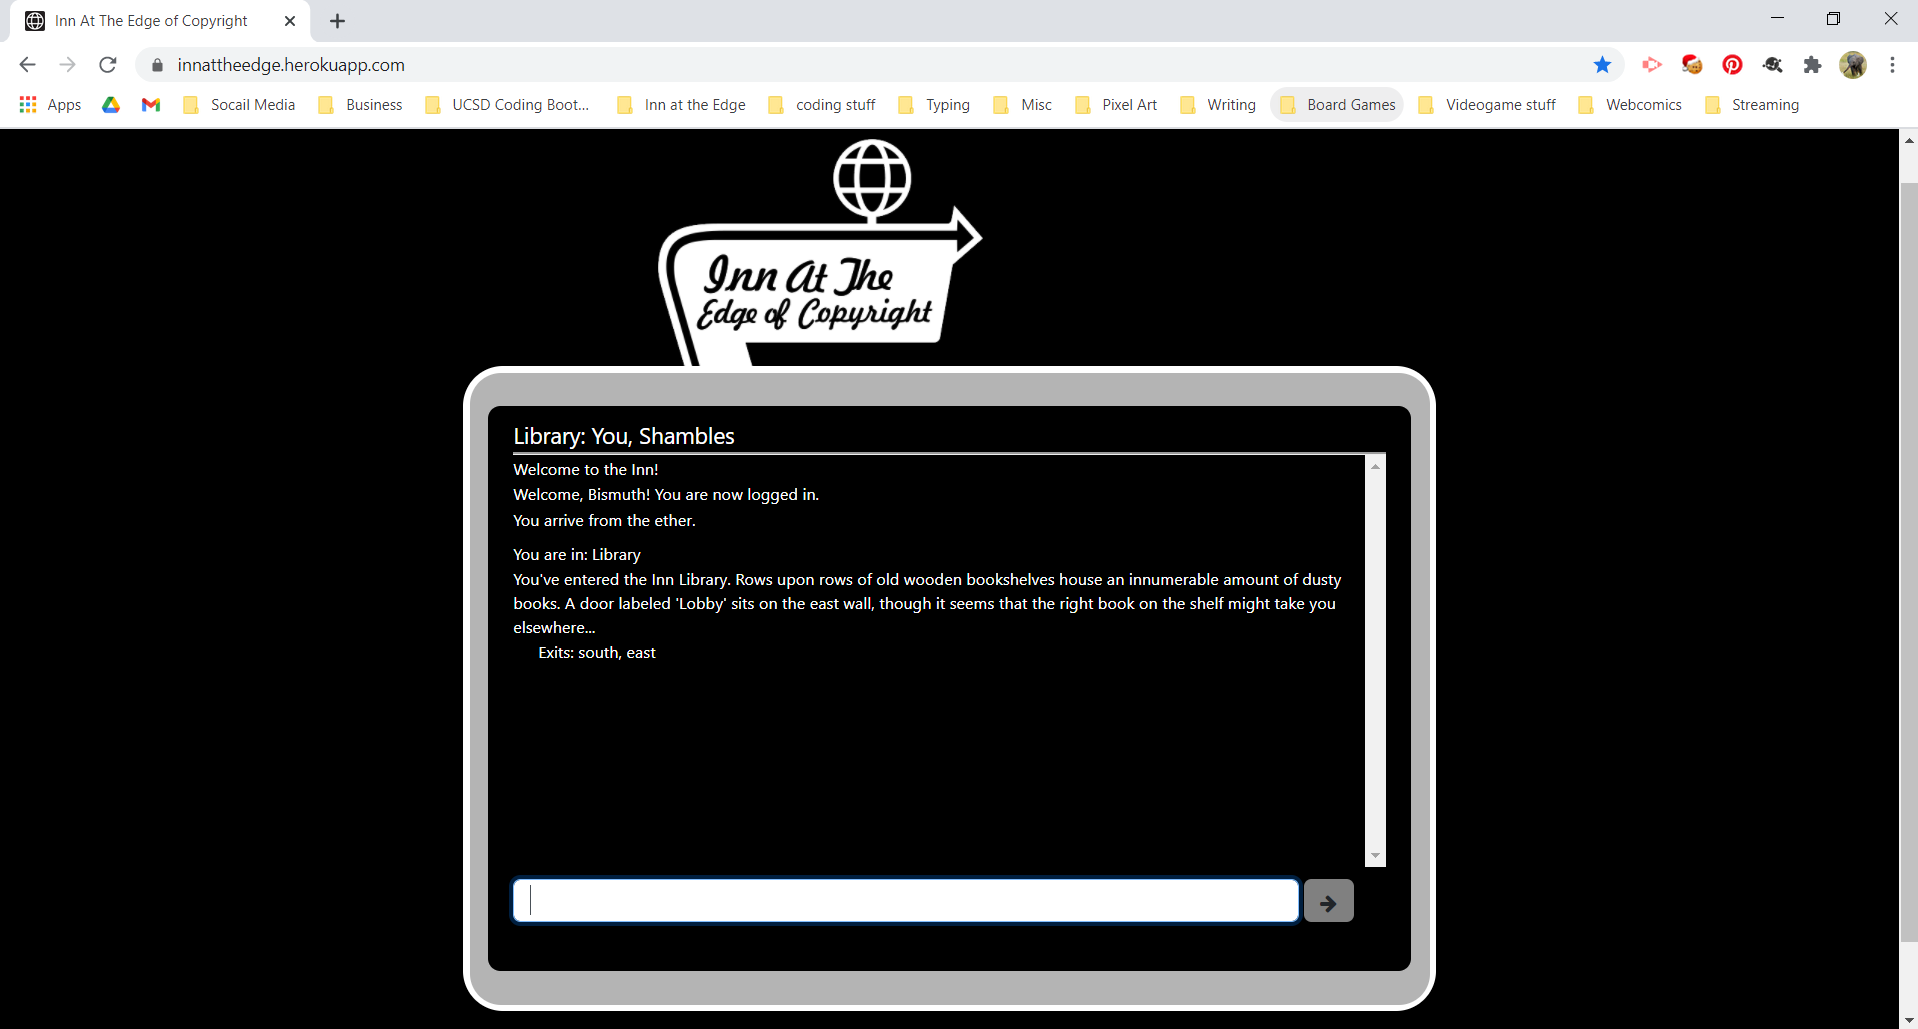 Inn At The Edge of Copyright
innattheedge.herokuapp.com
Apps Socail Media Business UCSD Coding Boot... Inn at the Edge coding stuff Typing Misc Pixel Art Writing Board Games Videogame stuff Webcomics Streaming
Inn At The
Edge of Copyright
Library: You, Shambles
Welcome to the Inn!
Welcome, Bismuth! You are now logged in.
You arrive from the ether.
You are in: Library
You've entered the Inn Library. Rows upon rows of old wooden bookshelves house an innumerable amount of dusty
books. A door labeled 'Lobby' sits on the east wall, though it seems that the right book on the shelf might take you
elsewhere...
Exits: south, east